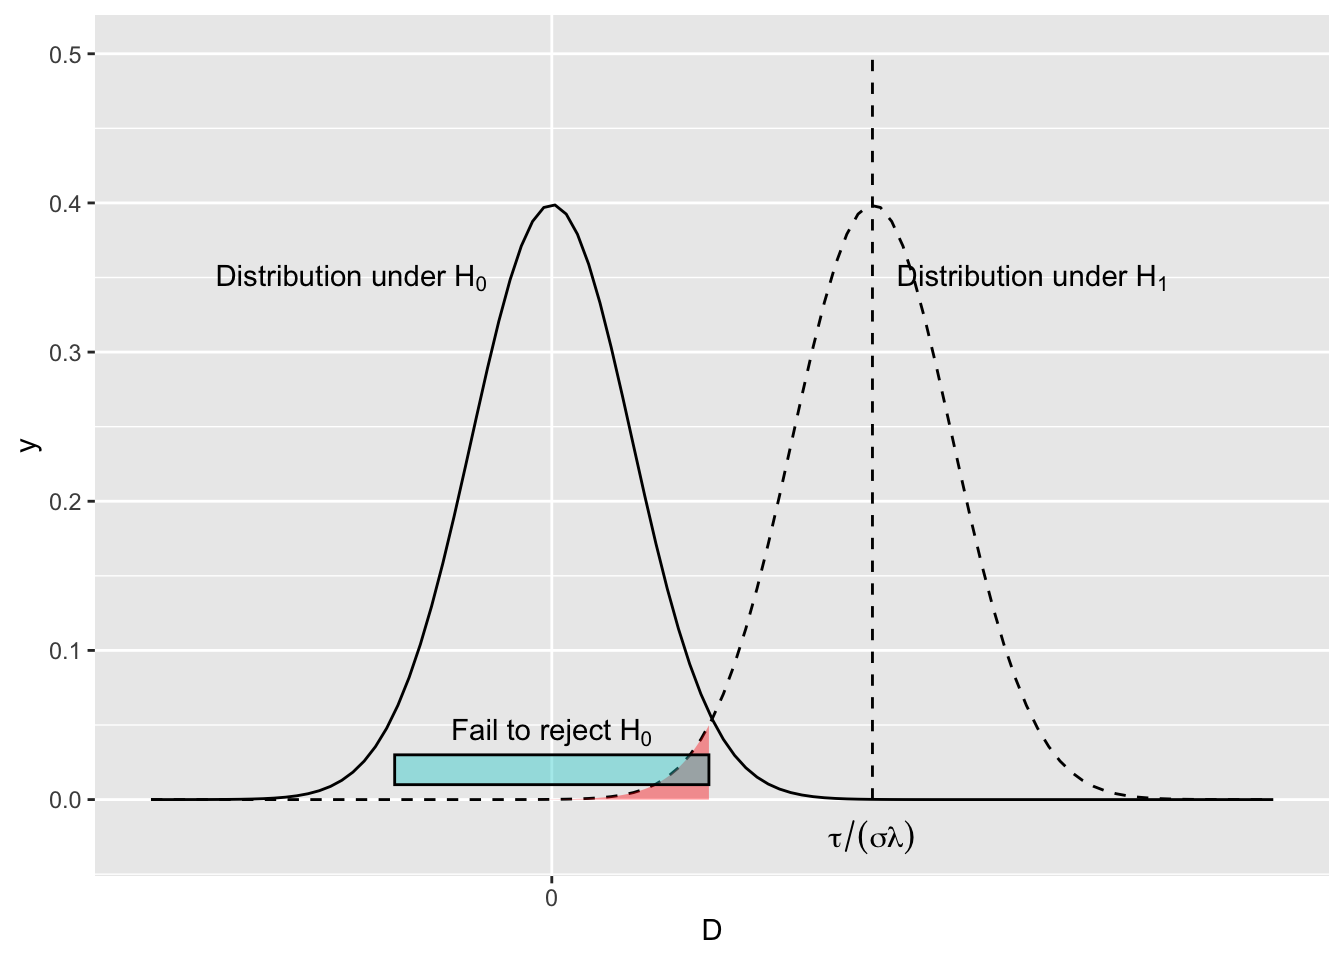 0.5
0.4
Distribution under H₀
Distribution under H₁
0.3
y
0.2
0.1
Fail to reject H₀
0.0
τ/(σλ)
0
D